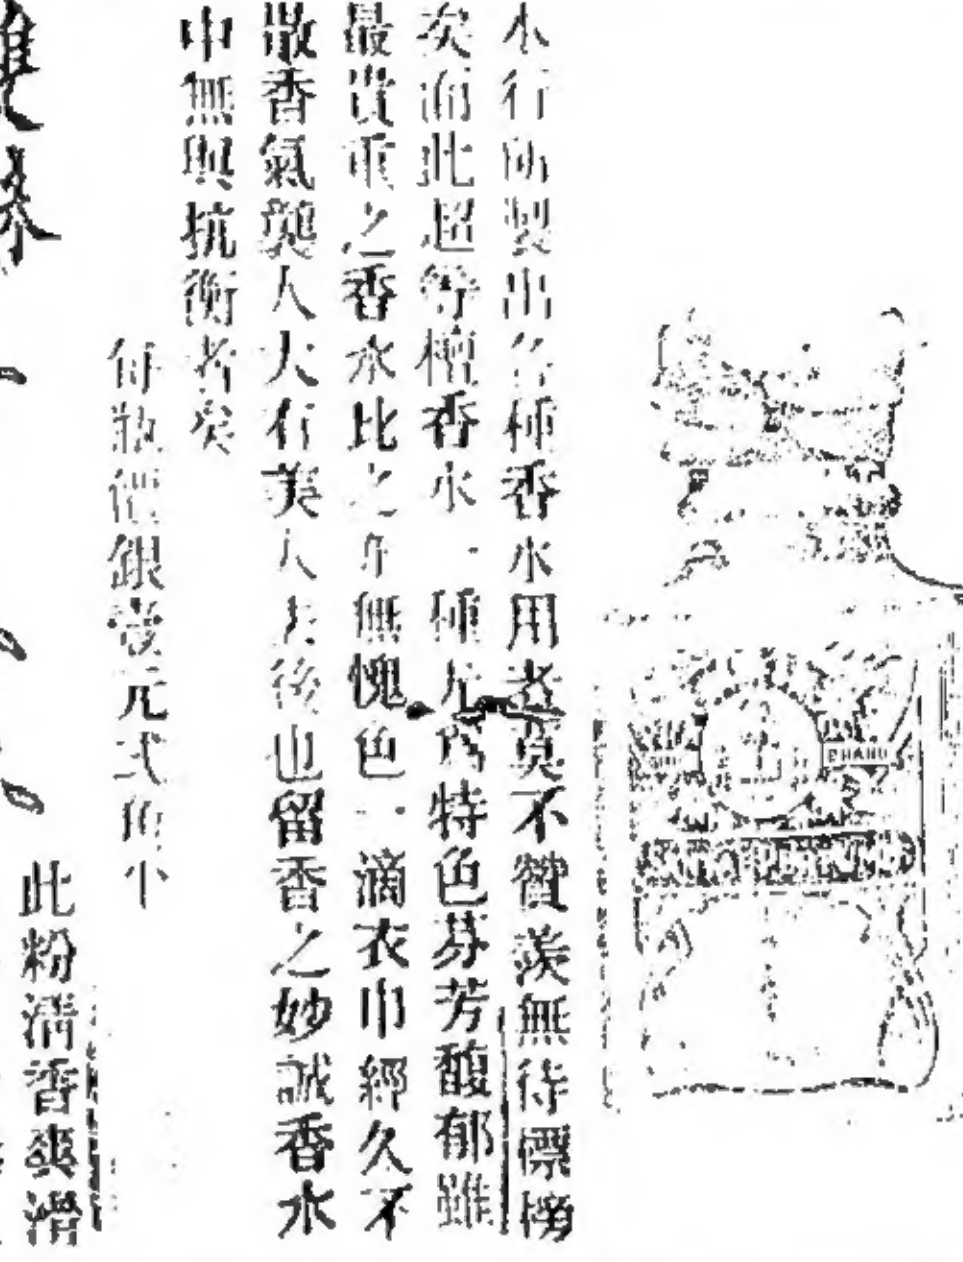 本行所製出各種香水用者莫不贊羨無待標榜
矣而此超等檀香水一種尤為特色芬芳馥郁雖
最貴重之香水比之亦無愧色一滴衣巾經久不
散香氣襲人大有美人去後也留香之妙誠香水
中無與抗衡者矣
每瓶價銀壹元弍角小
此粉清香爽滑